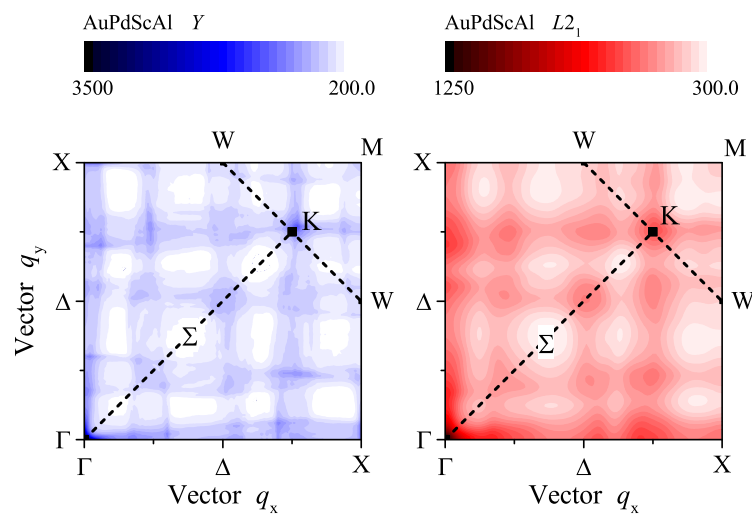 AuPdScAl Y
3500 200.0
AuPdScAl L2₁
1250 300.0
X W M
K
Δ W
Σ
Γ
Γ Δ X
Vector q_y
Vector q_x
W M
K
W
Σ
Γ Δ X
Vector q_x